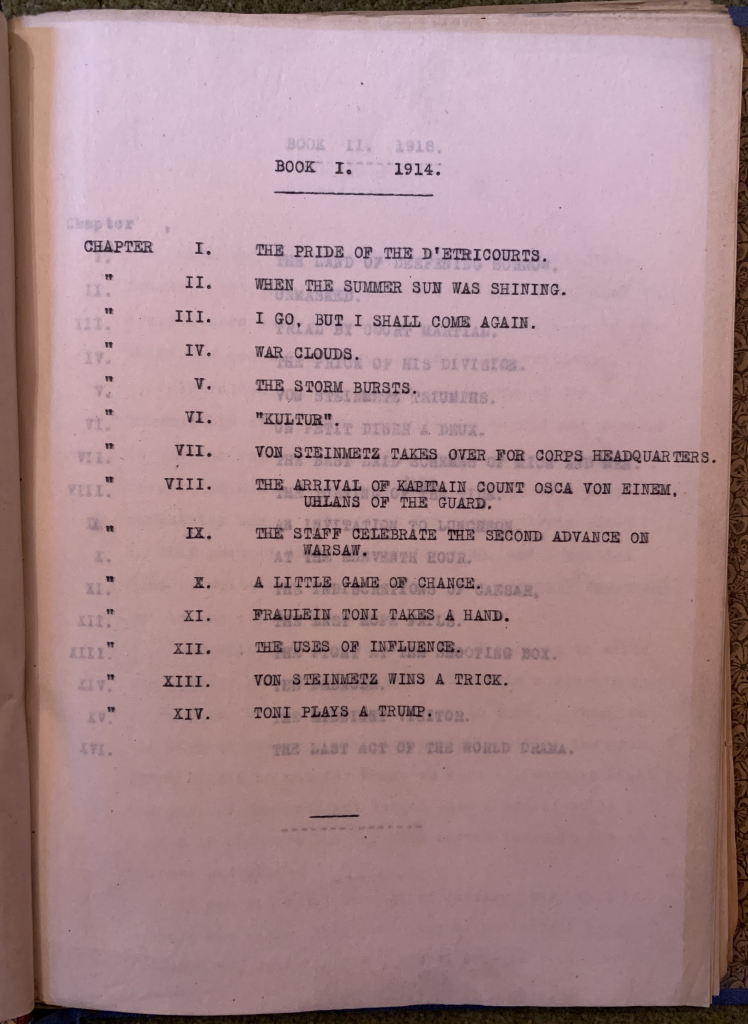 BOOK I. 1914.
CHAPTER I. THE PRIDE OF THE D'ETRICOURTS.
" II. WHEN THE SUMMER SUN WAS SHINING.
" III. I GO, BUT I SHALL COME AGAIN.
" IV. WAR CLOUDS.
" V. THE STORM BURSTS.
" VI. "KULTUR".
" VII. VON STEINMETZ TAKES OVER FOR CORPS HEADQUARTERS.
" VIII. THE ARRIVAL OF KAPITAIN COUNT OSCA VON EINEM,
UHLANS OF THE GUARD.
" IX. THE STAFF CELEBRATE THE SECOND ADVANCE ON
WARSAW.
" X. A LITTLE GAME OF CHANCE.
" XI. FRAULEIN TONI TAKES A HAND.
" XII. THE USES OF INFLUENCE.
" XIII. VON STEINMETZ WINS A TRICK.
" XIV. TONI PLAYS A TRUMP.